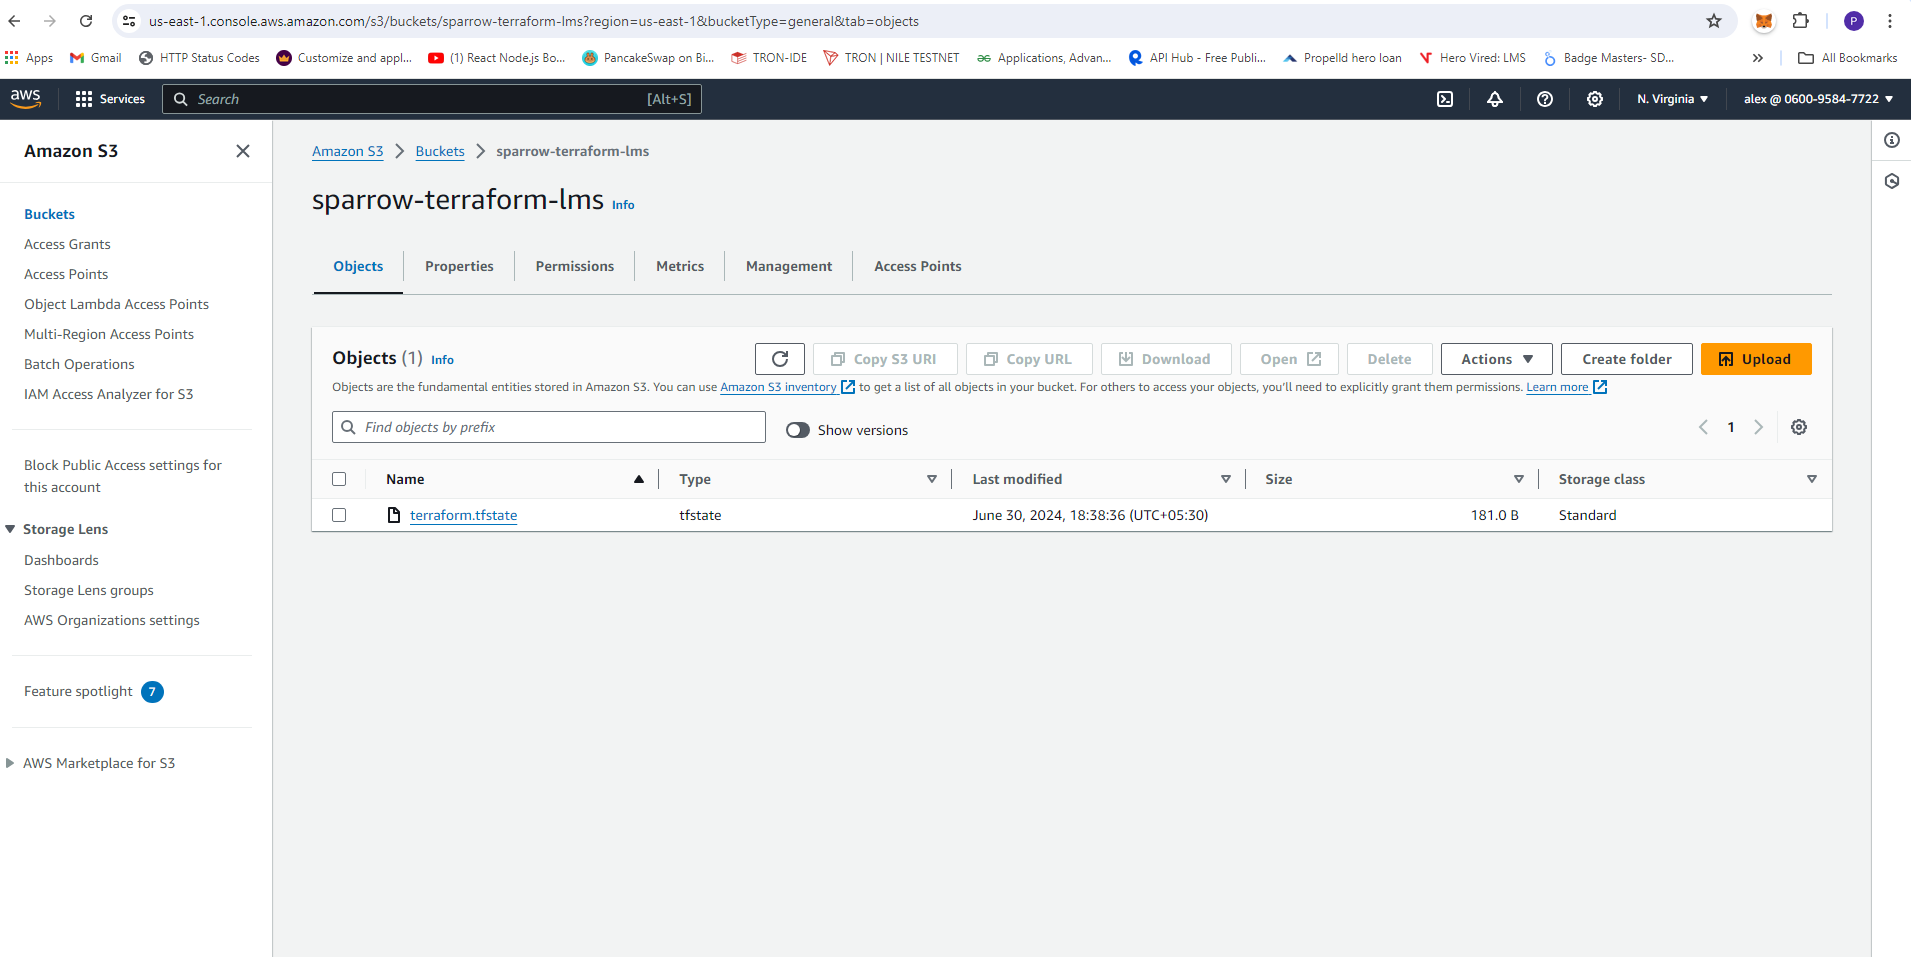 us-east-1.console.aws.amazon.com/s3/buckets/sparrow-terraform-lms?region=us-east-1&bucketType=general&tab=objects
P
Apps Gmail HTTP Status Codes Customize and appl... (1) React Node.js Bo... PancakeSwap on Bi... TRON-IDE TRON | NILE TESTNET Applications, Advan... API Hub - Free Publi... Propelld hero loan Hero Vired: LMS Badge Masters- SD... All Bookmarks
aws Services Search [Alt+S] N. Virginia alex @ 0600-9584-7722
Amazon S3
Buckets
Access Grants
Access Points
Object Lambda Access Points
Multi-Region Access Points
Batch Operations
IAM Access Analyzer for S3
Block Public Access settings for
this account
Storage Lens
Dashboards
Storage Lens groups
AWS Organizations settings
Feature spotlight 7
AWS Marketplace for S3
Amazon S3 Buckets sparrow-terraform-lms
sparrow-terraform-lms Info
Objects Properties Permissions Metrics Management Access Points
Objects (1) Info Copy S3 URI Copy URL Download Open Delete Actions Create folder Upload
Objects are the fundamental entities stored in Amazon S3. You can use Amazon S3 inventory to get a list of all objects in your bucket. For others to access your objects, you'll need to explicitly grant them permissions. Learn more
Find objects by prefix Show versions 1
Name Type Last modified Size Storage class
terraform.tfstate tfstate June 30, 2024, 18:38:36 (UTC+05:30) 181.0 B Standard